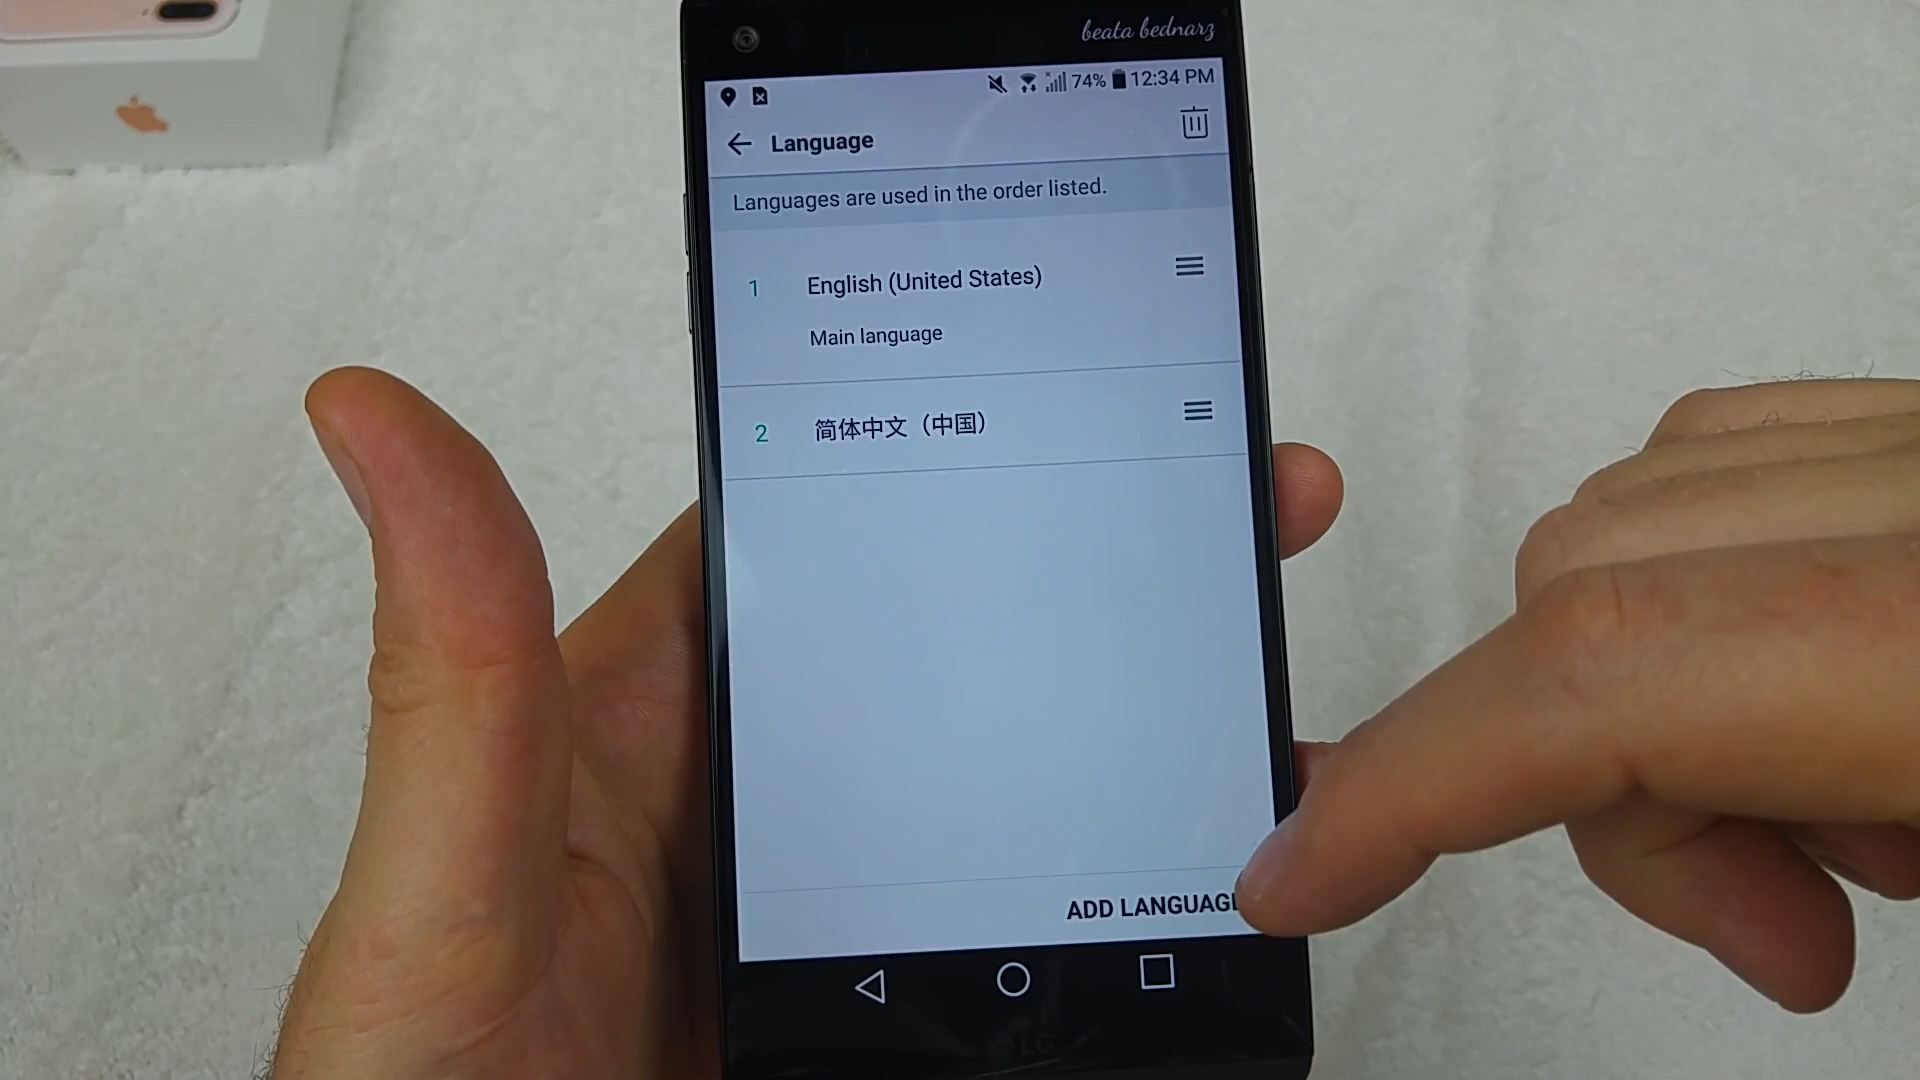 beata bednarz
74% 12:34 PM
Language
Languages are used in the order listed.
1 English (United States)
Main language
2 简体中文（中国）
ADD LANGUAGE
LG